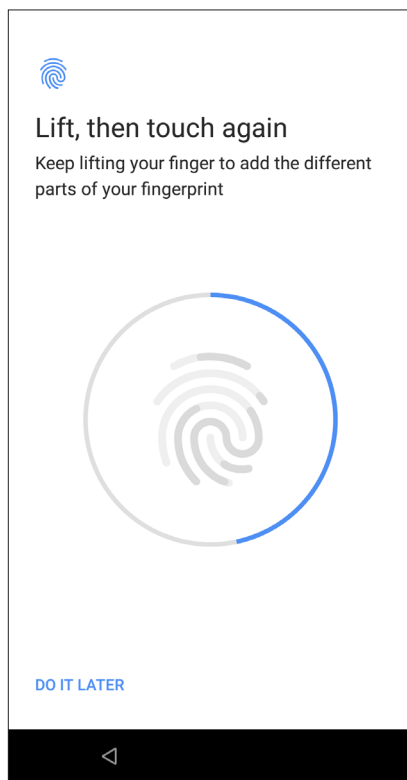 Lift, then touch again
Keep lifting your finger to add the different
parts of your fingerprint
DO IT LATER